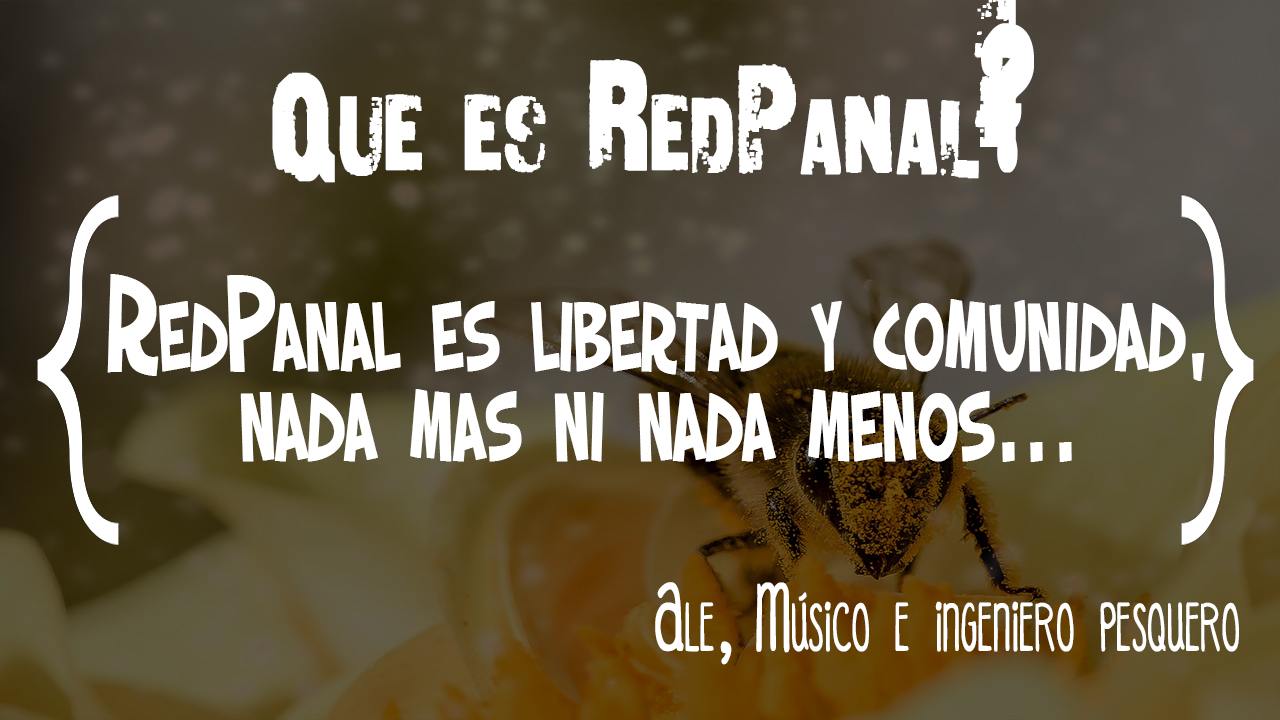 Que es RedPanal?
{ RedPanal es libertad y comunidad,
nada mas ni nada menos... }
Ale, Músico e ingeniero pesquero